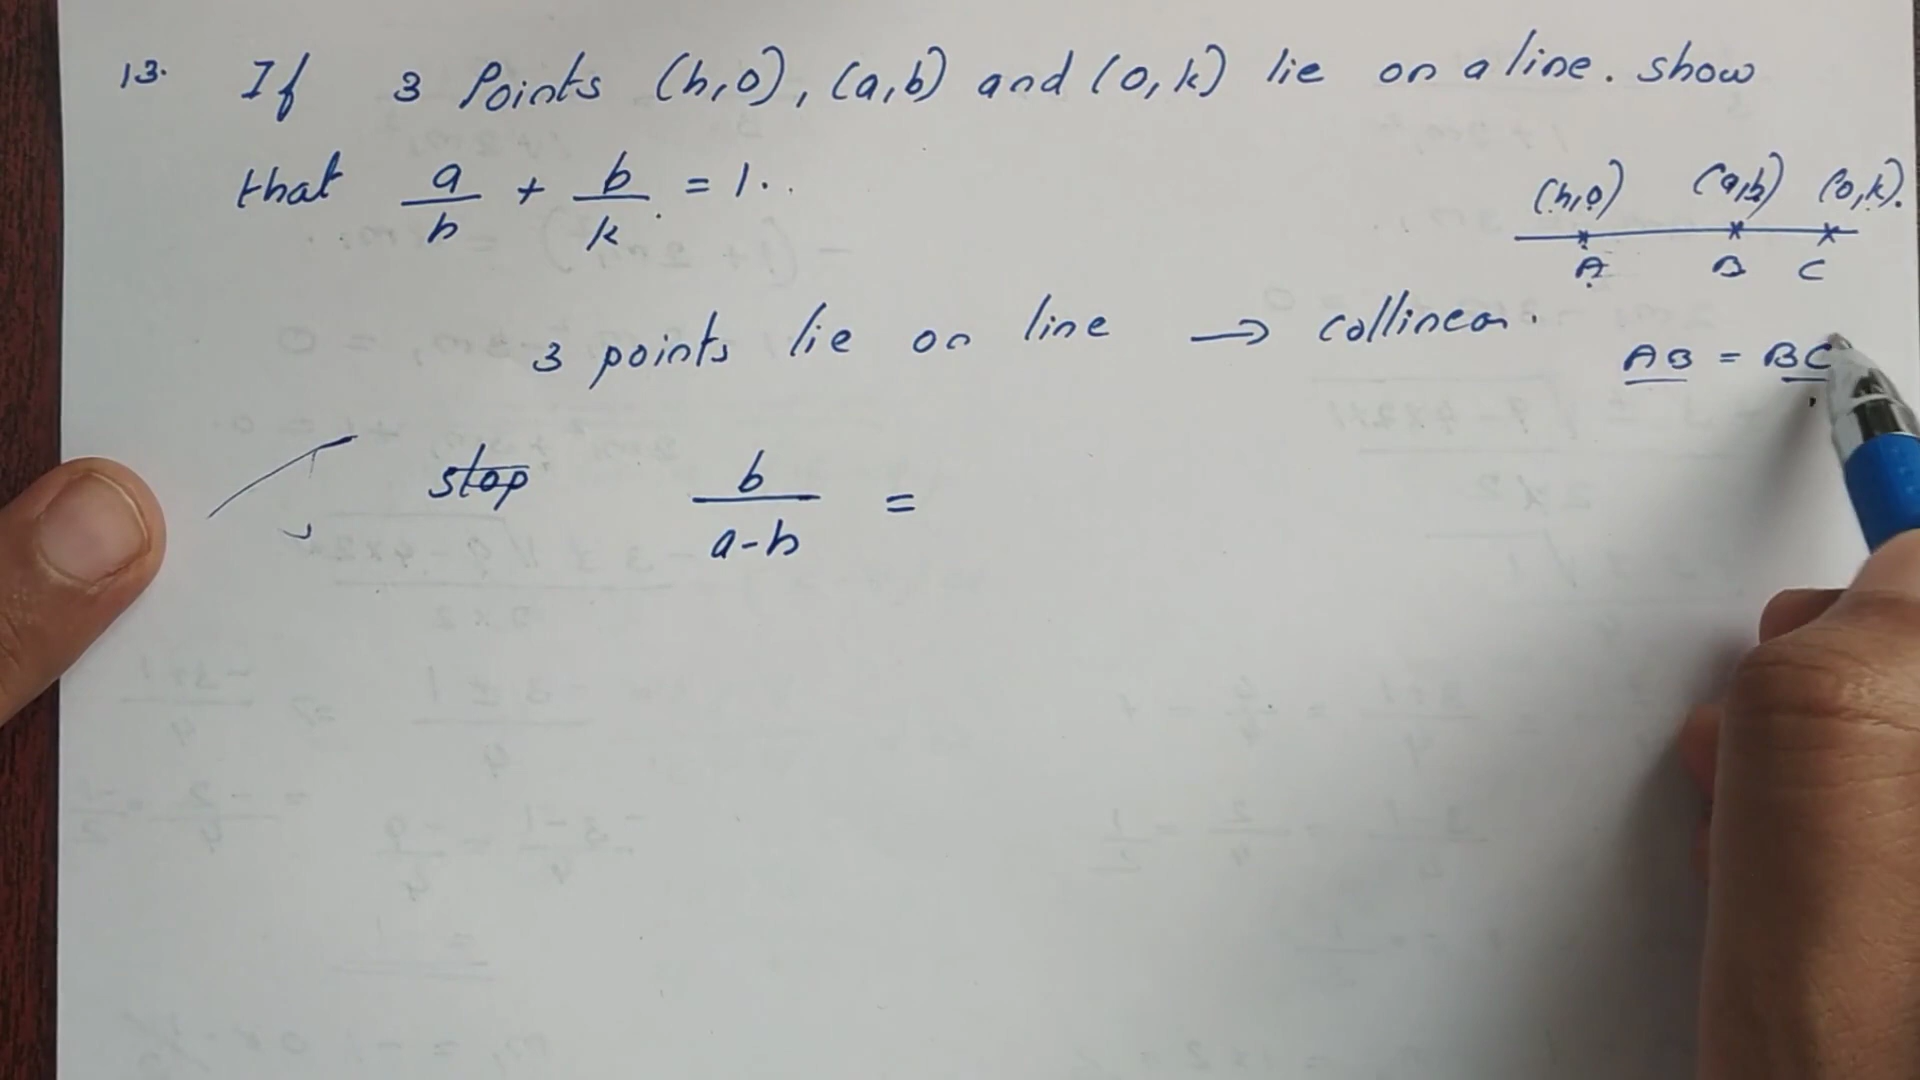 13. If 3 Points (h,0), (a,b) and (0,k) lie on a line. show
that a/h + b/k = 1.
(h,0) (a,b) (0,k).
A B C
3 points lie on line → collinear.
AB = BC
slop b/a-h =